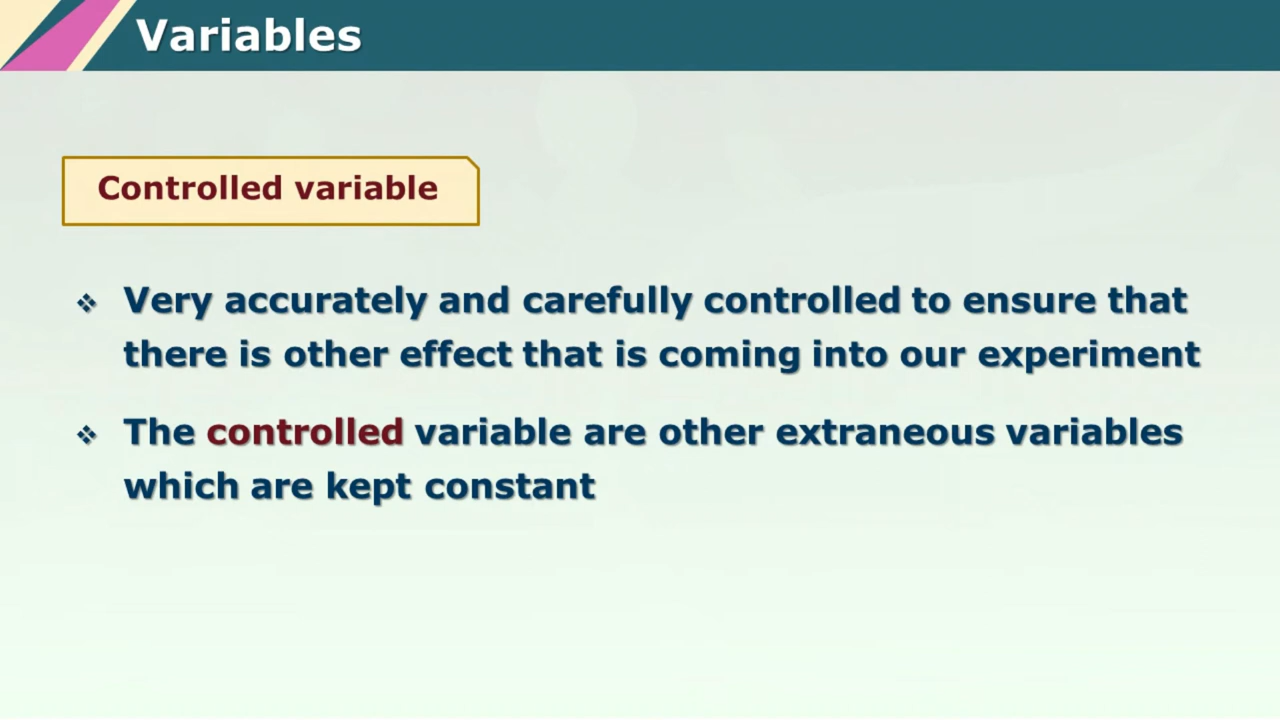 Variables
Controlled variable
Very accurately and carefully controlled to ensure that
there is other effect that is coming into our experiment
The controlled variable are other extraneous variables
which are kept constant